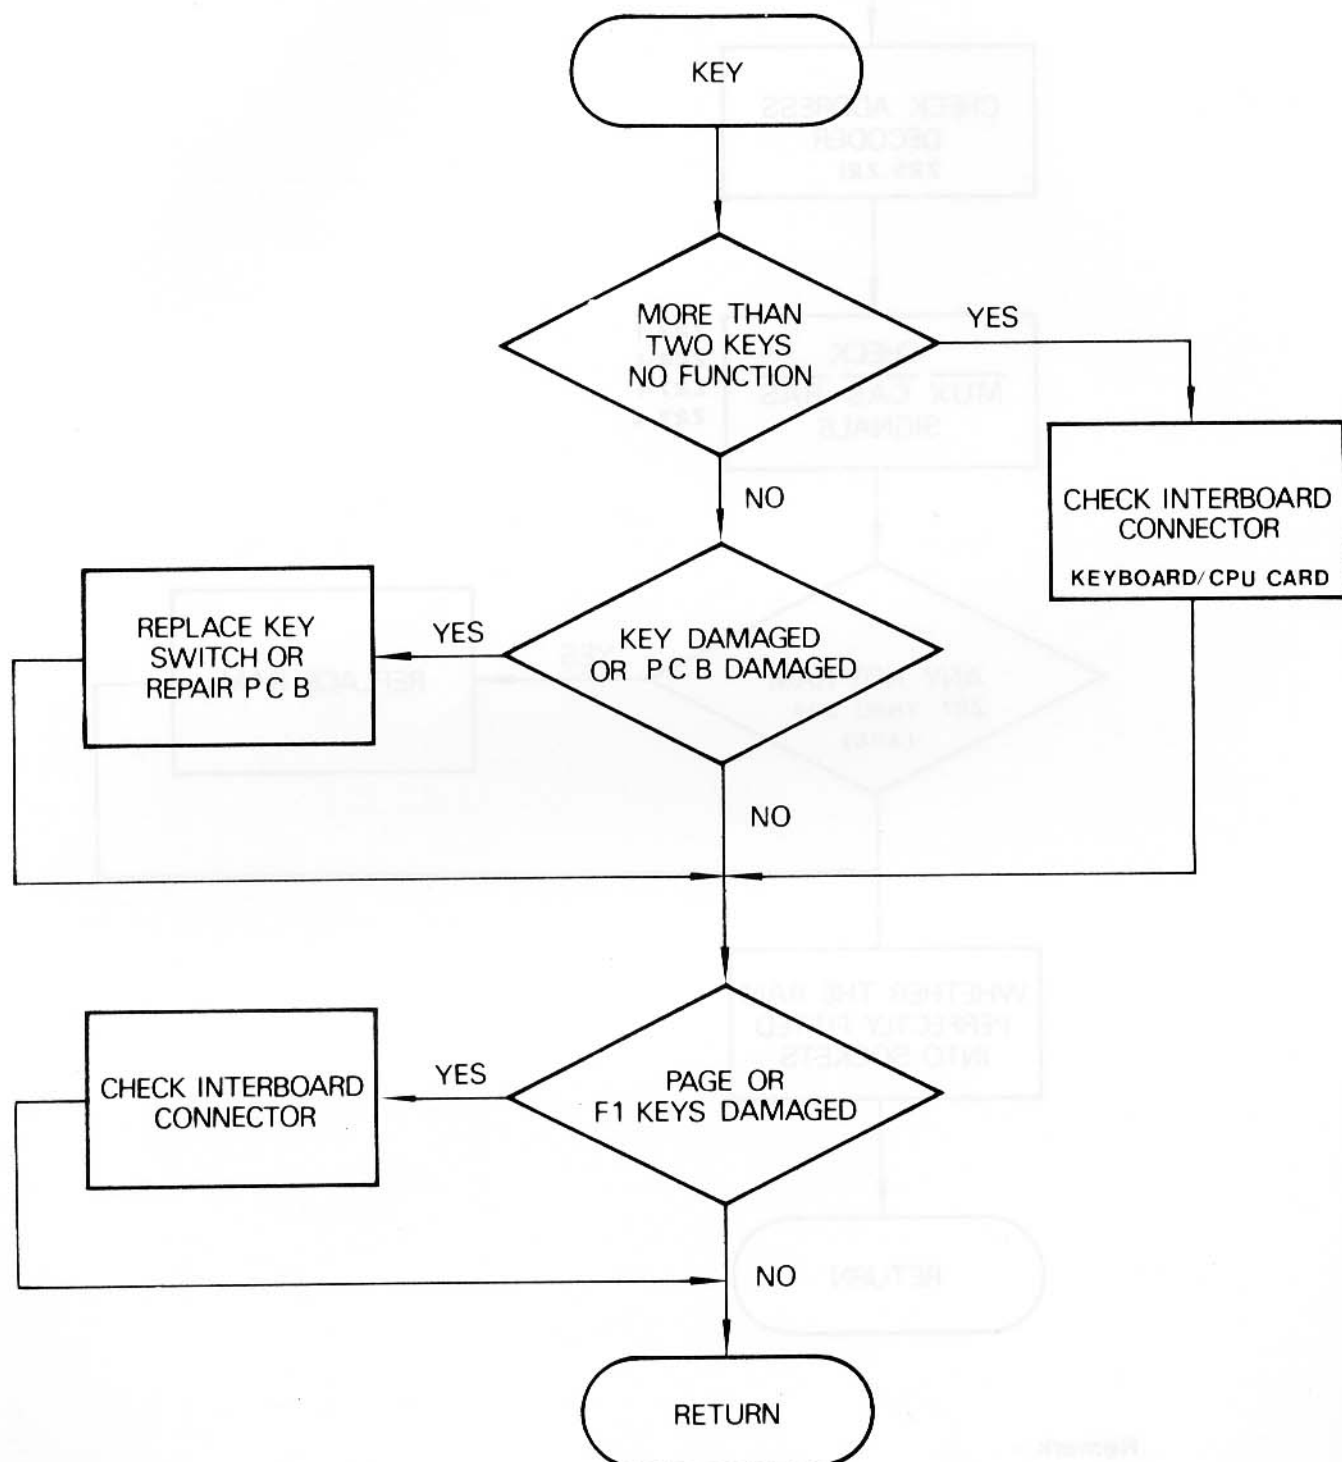 KEY
MORE THAN
TWO KEYS
NO FUNCTION
YES
NO
CHECK INTERBOARD
CONNECTOR
KEYBOARD/CPU CARD
KEY DAMAGED
OR P C B DAMAGED
YES
REPLACE KEY
SWITCH OR
REPAIR P C B
NO
PAGE OR
F1 KEYS DAMAGED
YES
CHECK INTERBOARD
CONNECTOR
NO
RETURN